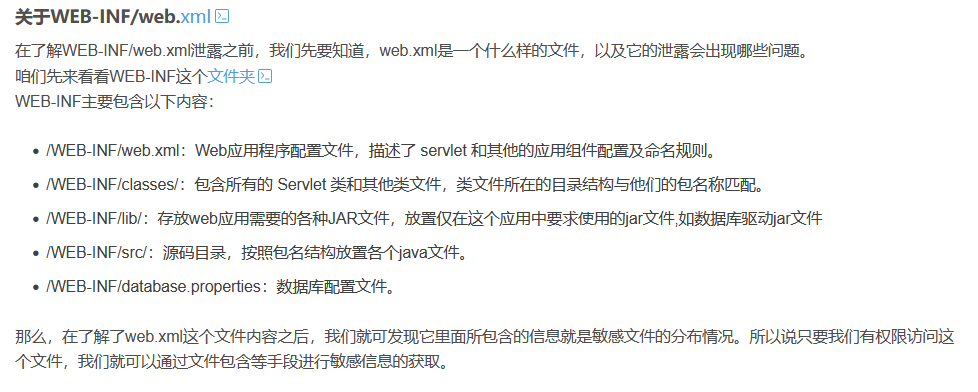 关于WEB-INF/web.xml
在了解WEB-INF/web.xml泄露之前，我们先要知道，web.xml是一个什么样的文件，以及它的泄露会出现哪些问题。
咱们先来看看WEB-INF这个文件夹
WEB-INF主要包含以下内容：
• /WEB-INF/web.xml：Web应用程序配置文件，描述了 servlet 和其他的应用组件配置及命名规则。
• /WEB-INF/classes/：包含所有的 Servlet 类和其他类文件，类文件所在的目录结构与他们的包名称匹配。
• /WEB-INF/lib/：存放web应用需要的各种JAR文件，放置仅在这个应用中要求使用的jar文件,如数据库驱动jar文件
• /WEB-INF/src/：源码目录，按照包名结构放置各个java文件。
• /WEB-INF/database.properties：数据库配置文件。
那么，在了解了web.xml这个文件内容之后，我们就可发现它里面所包含的信息就是敏感文件的分布情况。所以说只要我们有权限访问这
个文件，我们就可以通过文件包含等手段进行敏感信息的获取。